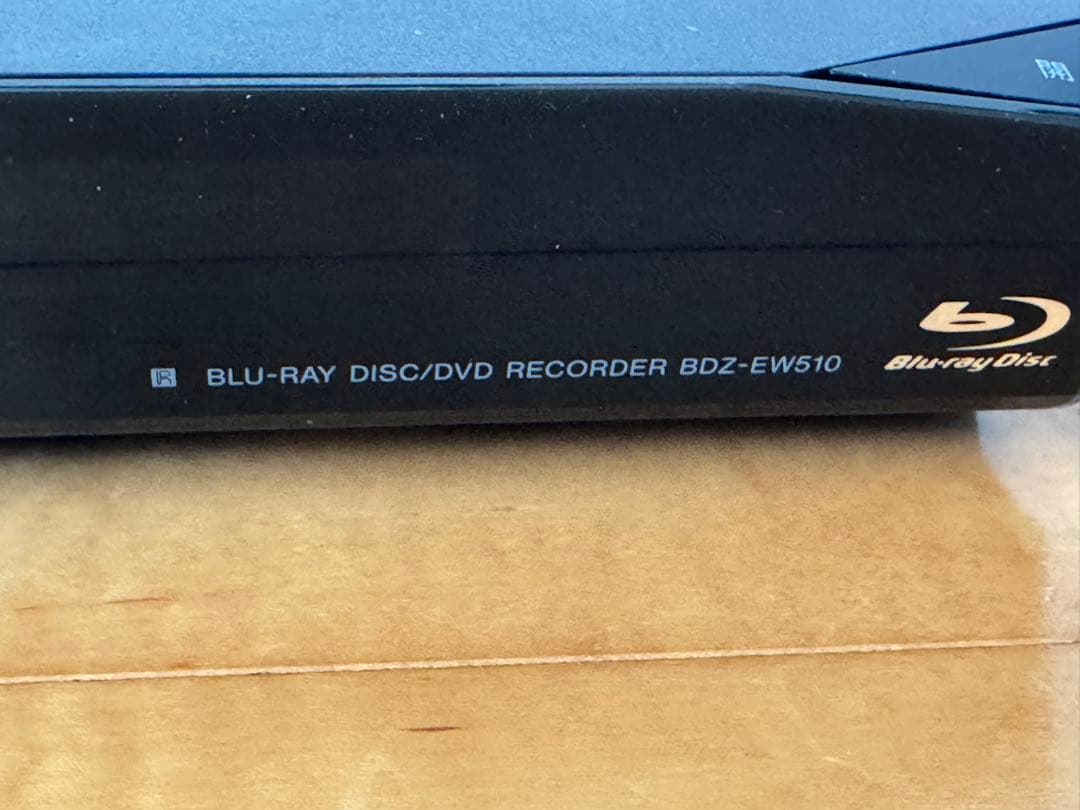 開
R BLU-RAY DISC/DVD RECORDER BDZ-EW510
Blu-ray Disc